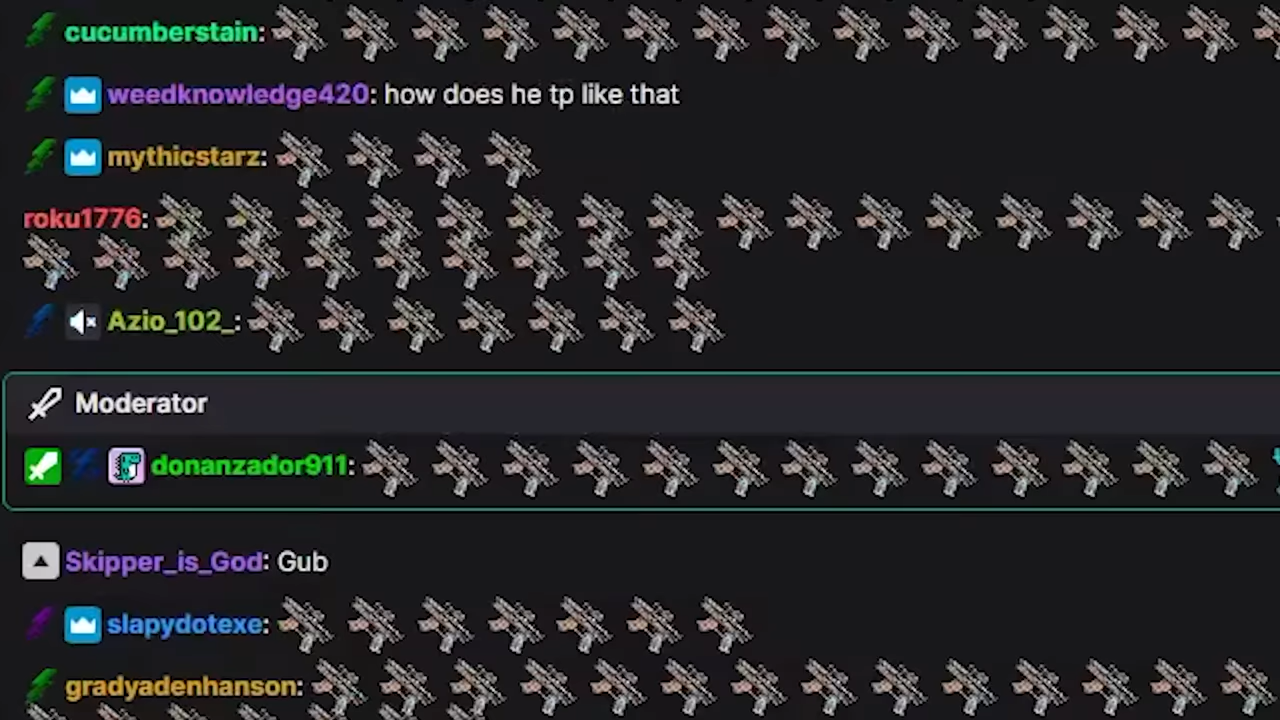 cucumberstain:
weedknowledge420: how does he tp like that
mythicstarz:
roku1776:
Azio_102_:
Moderator
donanzador911:
Skipper_is_God: Gub
slapydotexe:
gradyadenhanson: